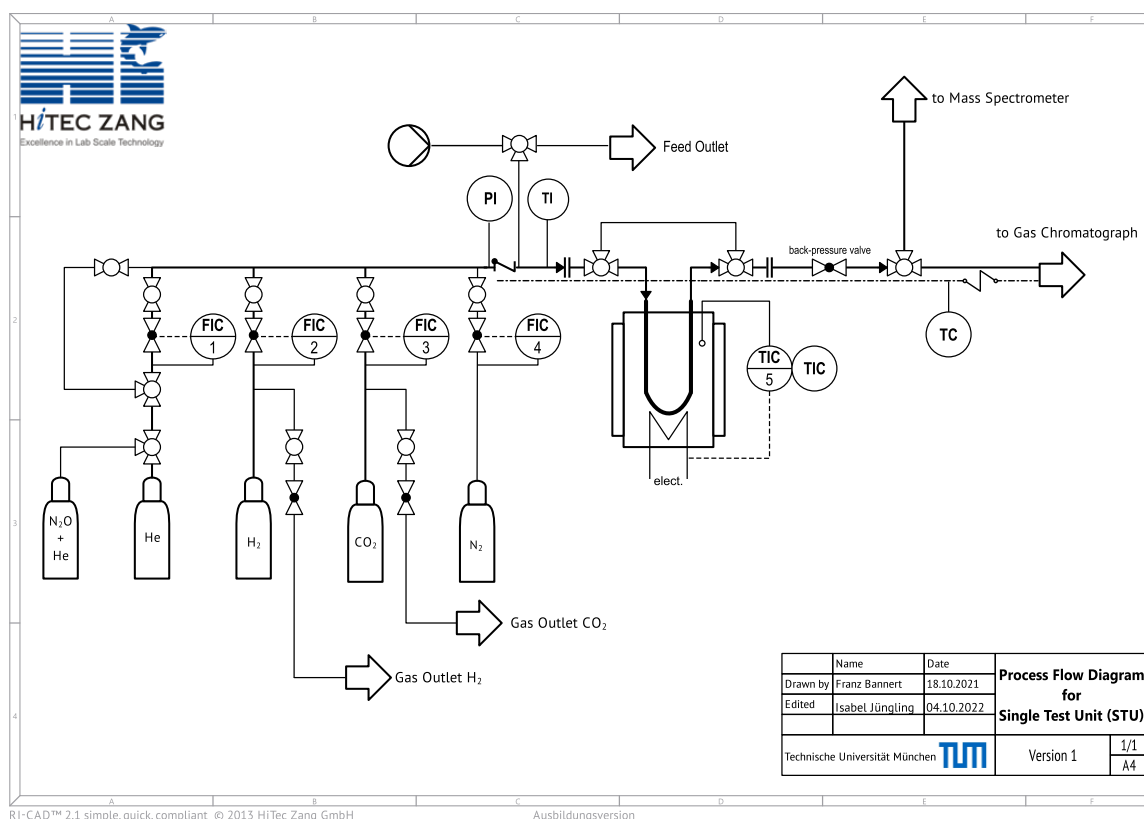 A B C D E F
HiTEC ZANG
Excellence in Lab Scale Technology
1
to Mass Spectrometer
Feed Outlet
PI
TI
to Gas Chromatograph
back-pressure valve
2
FIC
1
FIC
2
FIC
3
FIC
4
TC
TIC
5
TIC
3
elect.
N₂O
+
He
He
H₂
CO₂
N₂
Gas Outlet CO₂
Gas Outlet H₂
4
Name Date
Drawn by Franz Bannert 18.10.2021
Edited Isabel Jüngling 04.10.2022
Process Flow Diagram
for
Single Test Unit (STU)
Technische Universität München TUM
Version 1
1/1
A4
A B C D E F
RI-CAD™ 2.1 simple.quick.compliant © 2013 HiTec Zang GmbH
Ausbildungsversion